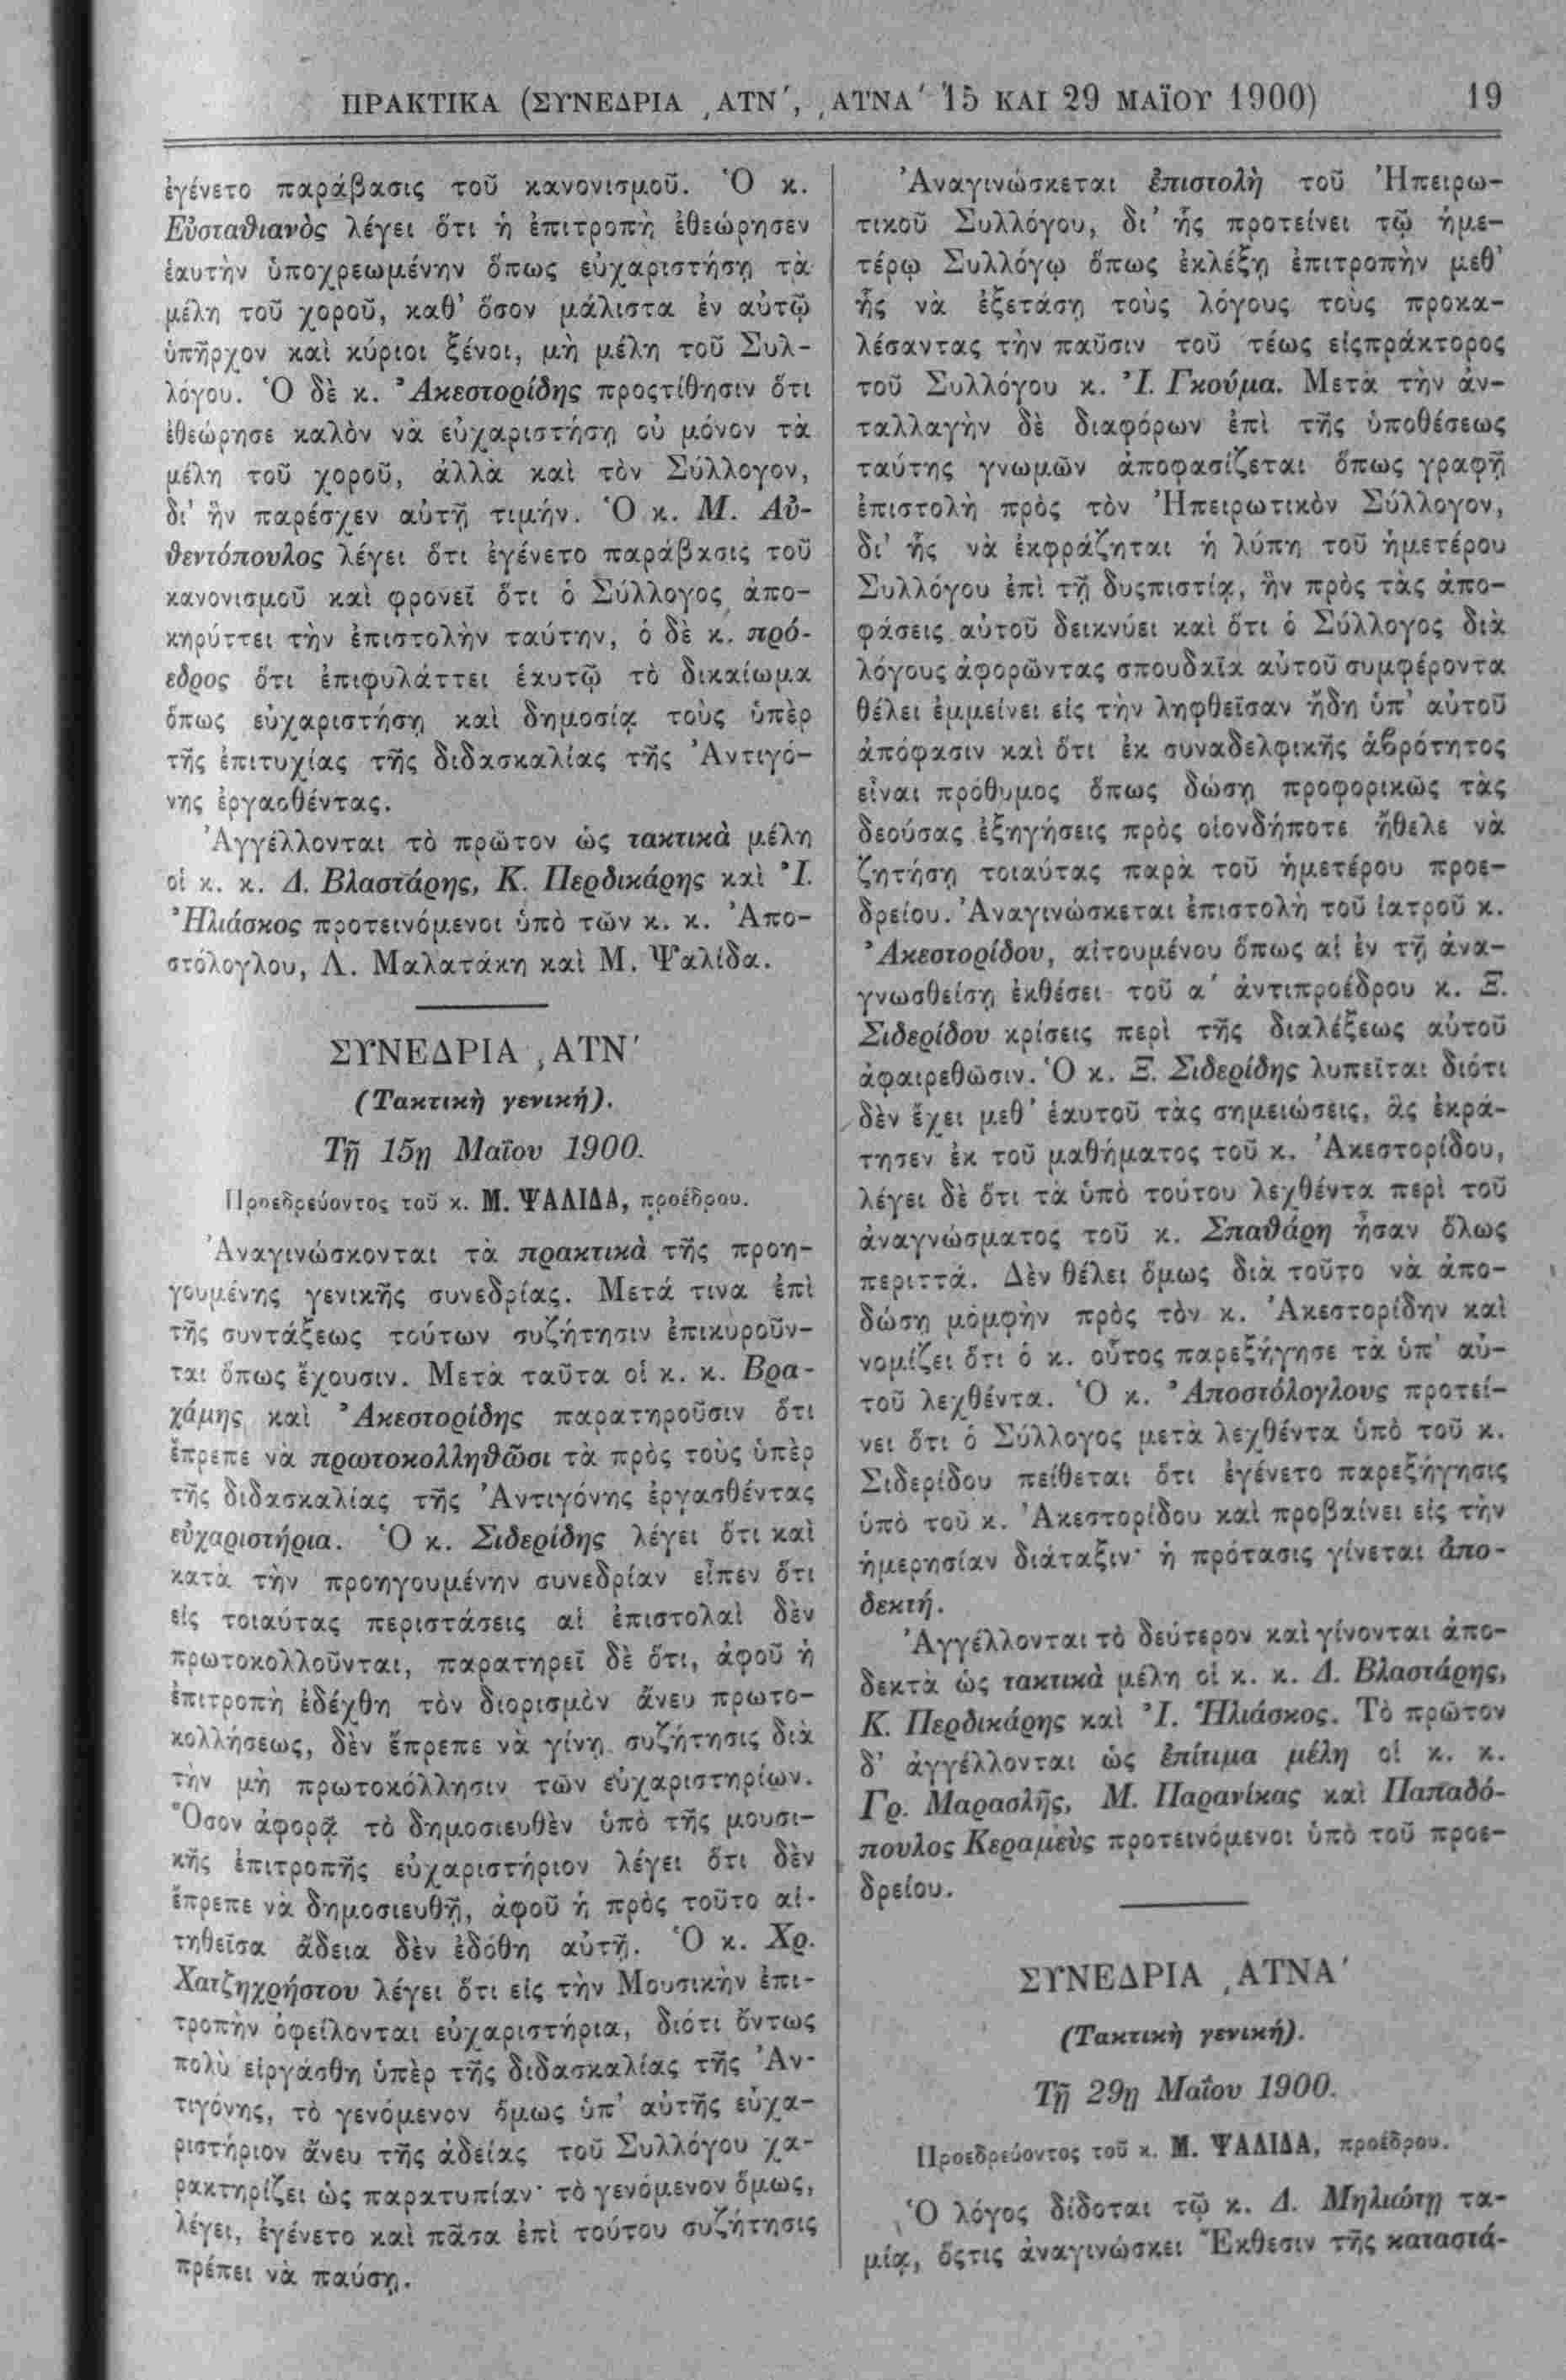 ΠΡΑΚΤΙΚΑ (ΣΥΝΕΔΡΙΑ ͵ΑΤΝ΄, ͵ΑΤΝΑ΄ 15 ΚΑΙ 29 ΜΑΪΟΥ 1900) 19
ἐγένετο παράβασις τοῦ κανονισμοῦ. Ὁ κ.
Εὐσταθιανὸς λέγει ὅτι ἡ ἐπιτροπὴ ἐθεώρησεν
ἑαυτὴν ὑποχρεωμένην ὅπως εὐχαριστήσῃ τὰ
μέλη τοῦ χοροῦ, καθ' ὅσον μάλιστα ἐν αὐτῷ
ὑπῆρχον καὶ κύριοι ξένοι, μὴ μέλη τοῦ Συλ-
λόγου. Ὁ δὲ κ. Ἀκεστορίδης προςτίθησιν ὅτι
ἐθεώρησε καλὸν νὰ εὐχαριστήσῃ οὐ μόνον τὰ
μέλη τοῦ χοροῦ, ἀλλὰ καὶ τὸν Σύλλογον,
δι' ἣν παρέσχεν αὐτῇ τιμήν. Ὁ κ. Μ. Αὐ-
θεντόπουλος λέγει ὅτι ἐγένετο παράβασις τοῦ
κανονισμοῦ καὶ φρονεῖ ὅτι ὁ Σύλλογος ἀπο-
κηρύττει τὴν ἐπιστολὴν ταύτην, ὁ δὲ κ. πρό-
εδρος ὅτι ἐπιφυλάττει ἑαυτῷ τὸ δικαίωμα
ὅπως εὐχαριστήσῃ καὶ δημοσίᾳ τοὺς ὑπὲρ
τῆς ἐπιτυχίας τῆς διδασκαλίας τῆς Ἀντιγό-
νης ἐργασθέντας.
Ἀγγέλλονται τὸ πρῶτον ὡς τακτικὰ μέλη
οἱ κ. κ. Δ. Βλαστάρης, Κ. Περδικάρης καὶ Ἰ.
Ἠλιάσκος προτεινόμενοι ὑπὸ τῶν κ. κ. Ἀπο-
στόλογλου, Λ. Μαλατάκη καὶ Μ. Ψαλίδα.
ΣΥΝΕΔΡΙΑ ͵ΑΤΝ΄
(Τακτικὴ γενική).
Τῇ 15ῃ Μαΐου 1900.
Προεδρεύοντος τοῦ κ. Μ. ΨΑΛΙΔΑ, προέδρου.
Ἀναγινώσκονται τὰ πρακτικὰ τῆς προη-
γουμένης γενικῆς συνεδρίας. Μετά τινα ἐπὶ
τῆς συντάξεως τούτων συζήτησιν ἐπικυροῦν-
ται ὅπως ἔχουσιν. Μετὰ ταῦτα οἱ κ. κ. Βρα-
χάμης καὶ Ἀκεστορίδης παρατηροῦσιν ὅτι
ἔπρεπε νὰ πρωτοκολληθῶσι τὰ πρὸς τοὺς ὑπὲρ
τῆς διδασκαλίας τῆς Ἀντιγόνης ἐργασθέντας
εὐχαριστήρια. Ὁ κ. Σιδερίδης λέγει ὅτι καὶ
κατὰ τὴν προηγουμένην συνεδρίαν εἶπεν ὅτι
εἰς τοιαύτας περιστάσεις αἱ ἐπιστολαὶ δὲν
πρωτοκολλοῦνται, παρατηρεῖ δὲ ὅτι, ἀφοῦ ἡ
ἐπιτροπὴ ἐδέχθη τὸν διορισμὸν ἄνευ πρωτο-
κολλήσεως, δὲν ἔπρεπε νὰ γίνῃ συζήτησις διὰ
τὴν μὴ πρωτοκόλλησιν τῶν εὐχαριστηρίων.
Ὅσον ἀφορᾷ τὸ δημοσιευθὲν ὑπὸ τῆς μουσι-
κῆς ἐπιτροπῆς εὐχαριστήριον λέγει ὅτι δὲν
ἔπρεπε νὰ δημοσιευθῇ, ἀφοῦ ἡ πρὸς τοῦτο αἰ-
τηθεῖσα ἄδεια δὲν ἐδόθη αὐτῇ. Ὁ κ. Χρ.
Χατζηχρήστου λέγει ὅτι εἰς τὴν Μουσικὴν ἐπι-
τροπὴν ὀφείλονται εὐχαριστήρια, διότι ὄντως
πολὺ εἰργάσθη ὑπὲρ τῆς διδασκαλίας τῆς Ἀν-
τιγόνης, τὸ γενόμενον ὅμως ὑπ' αὐτῆς εὐχα-
ριστήριον ἄνευ τῆς ἀδείας τοῦ Συλλόγου χα-
ρακτηρίζει ὡς παρατυπίαν· τὸ γενόμενον ὅμως,
λέγει, ἐγένετο καὶ πᾶσα ἐπὶ τούτου συζήτησις
πρέπει νὰ παύσῃ.
Ἀναγινώσκεται ἐπιστολὴ τοῦ Ἠπειρω-
τικοῦ Συλλόγου, δι' ἧς προτείνει τῷ ἡμε-
τέρῳ Συλλόγῳ ὅπως ἐκλέξῃ ἐπιτροπὴν μεθ'
ἧς νὰ ἐξετάσῃ τοὺς λόγους τοὺς προκα-
λέσαντας τὴν παῦσιν τοῦ τέως εἰςπράκτορος
τοῦ Συλλόγου κ. Ἰ. Γκούμα. Μετὰ τὴν ἀν-
ταλλαγὴν δὲ διαφόρων ἐπὶ τῆς ὑποθέσεως
ταύτης γνωμῶν ἀποφασίζεται ὅπως γραφῇ
ἐπιστολὴ πρὸς τὸν Ἠπειρωτικὸν Σύλλογον,
δι' ἧς νὰ ἐκφράζηται ἡ λύπη τοῦ ἡμετέρου
Συλλόγου ἐπὶ τῇ δυςπιστίᾳ, ἣν πρὸς τὰς ἀπο-
φάσεις αὐτοῦ δεικνύει καὶ ὅτι ὁ Σύλλογος διὰ
λόγους ἀφορῶντας σπουδαῖα αὐτοῦ συμφέροντα
θέλει ἐμμείνει εἰς τὴν ληφθεῖσαν ἤδη ὑπ' αὐτοῦ
ἀπόφασιν καὶ ὅτι ἐκ συναδελφικῆς ἁβρότητος
εἶναι πρόθυμος ὅπως δώσῃ προφορικῶς τὰς
δεούσας ἐξηγήσεις πρὸς οἱονδήποτε ἤθελε νὰ
ζητήσῃ τοιαύτας παρὰ τοῦ ἡμετέρου προε-
δρείου. Ἀναγινώσκεται ἐπιστολὴ τοῦ ἰατροῦ κ.
Ἀκεστορίδου, αἰτουμένου ὅπως αἱ ἐν τῇ ἀνα-
γνωσθείσῃ ἐκθέσει τοῦ α΄ ἀντιπροέδρου κ. Ξ.
Σιδερίδου κρίσεις περὶ τῆς διαλέξεως αὐτοῦ
ἀφαιρεθῶσιν. Ὁ κ. Ξ. Σιδερίδης λυπεῖται διότι
δὲν ἔχει μεθ' ἑαυτοῦ τὰς σημειώσεις, ἃς ἐκρά-
τησεν ἐκ τοῦ μαθήματος τοῦ κ. Ἀκεστορίδου,
λέγει δὲ ὅτι τὰ ὑπὸ τούτου λεχθέντα περὶ τοῦ
ἀναγνώσματος τοῦ κ. Σπαθάρη ἦσαν ὅλως
περιττά. Δὲν θέλει ὅμως διὰ τοῦτο νὰ ἀπο-
δώσῃ μομφὴν πρὸς τὸν κ. Ἀκεστορίδην καὶ
νομίζει ὅτι ὁ κ. οὗτος παρεξήγησε τὰ ὑπ' αὐ-
τοῦ λεχθέντα. Ὁ κ. Ἀποστόλογλους προτεί-
νει ὅτι ὁ Σύλλογος μετὰ λεχθέντα ὑπὸ τοῦ κ.
Σιδερίδου πείθεται ὅτι ἐγένετο παρεξήγησις
ὑπὸ τοῦ κ. Ἀκεστορίδου καὶ προβαίνει εἰς τὴν
ἡμερησίαν διάταξιν· ἡ πρότασις γίνεται ἀπο-
δεκτή.
Ἀγγέλλονται τὸ δεύτερον καὶ γίνονται ἀπο-
δεκτὰ ὡς τακτικὰ μέλη οἱ κ. κ. Δ. Βλαστάρης,
Κ. Περδικάρης καὶ Ἰ. Ἠλιάσκος. Τὸ πρῶτον
δ' ἀγγέλλονται ὡς ἐπίτιμα μέλη οἱ κ. κ.
Γρ. Μαρασλῆς, Μ. Παρανίκας καὶ Παπαδό-
πουλος Κεραμεὺς προτεινόμενοι ὑπὸ τοῦ προε-
δρείου.
ΣΥΝΕΔΡΙΑ ͵ΑΤΝΑ΄
(Τακτικὴ γενική).
Τῇ 29ῃ Μαΐου 1900.
Προεδρεύοντος τοῦ κ. Μ. ΨΑΛΙΔΑ, προέδρου.
Ὁ λόγος δίδοται τῷ κ. Δ. Μηλιώτῃ τα-
μίᾳ, ὅςτις ἀναγινώσκει Ἔκθεσιν τῆς καταστά-